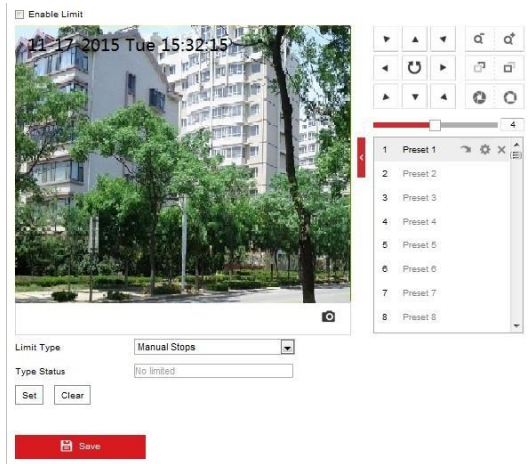 Enable Limit
11-17-2015 Tue 15:32:15
4
1 Preset 1
2 Preset 2
3 Preset 3
4 Preset 4
5 Preset 5
6 Preset 6
7 Preset 7
8 Preset 8
Limit Type Manual Stops
Type Status No limited
Set Clear
Save